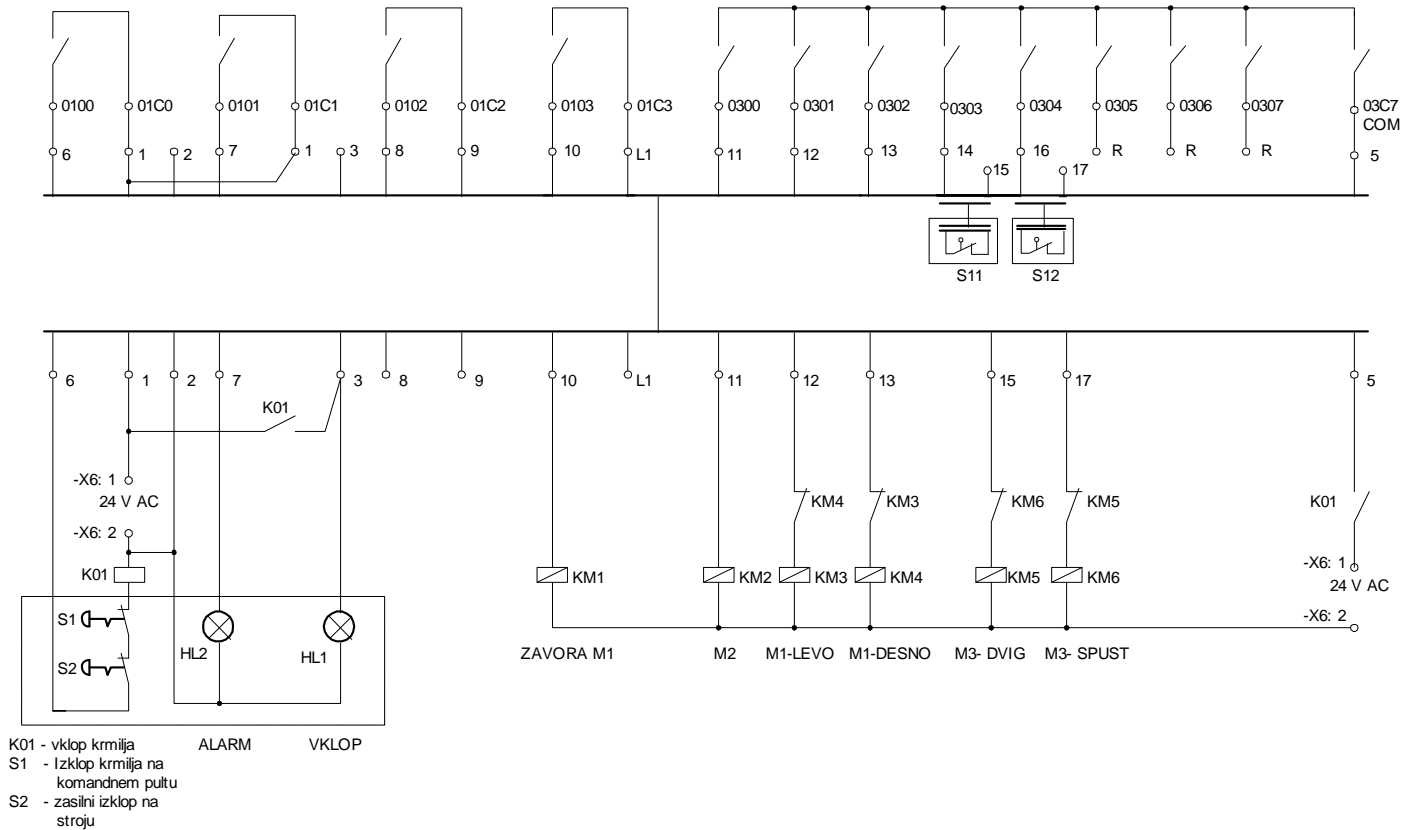 0100 01C0 0101 01C1 0102 01C2 0103 01C3 0300 0301 0302 0303 0304 0305 0306 0307 03C7
COM
6 1 2 7 1 3 8 9 10 L1 11 12 13 14 16 R R R 5
15 17
S11 S12
6 1 2 7 3 8 9 10 L1 11 12 13 15 17 5
K01
-X6: 1
24 V AC
-X6: 2
KM4 KM3 KM6 KM5 K01
K01 KM1 KM2 KM3 KM4 KM5 KM6
-X6: 1
24 V AC
-X6: 2
S1
S2
HL2 HL1
ZAVORA M1 M2 M1-LEVO M1-DESNO M3- DVIG M3- SPUST
K01 - vklop krmilja
ALARM VKLOP
S1 - Izklop krmilja na
komandnem pultu
S2 - zasilni izklop na
stroju